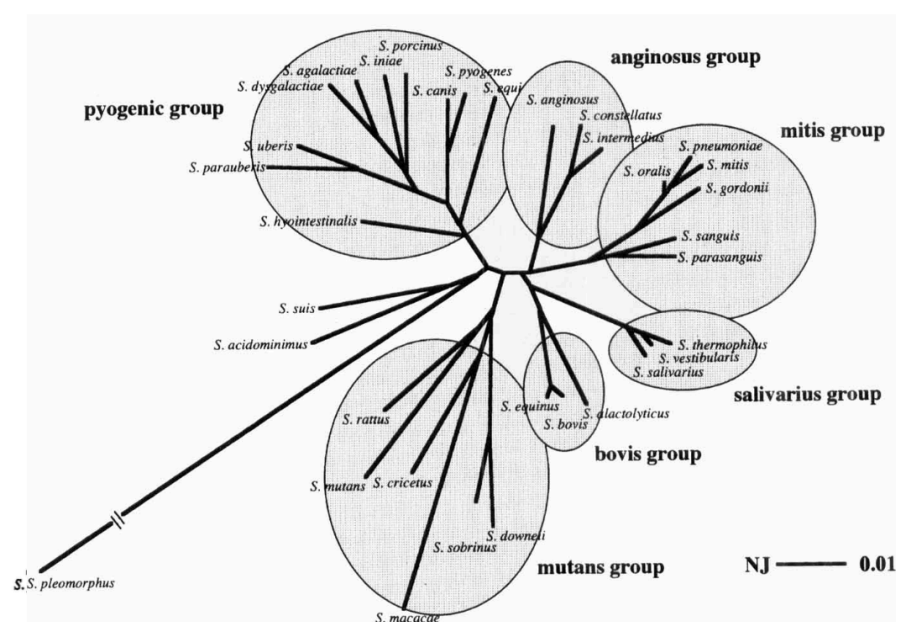 S. porcinus
anginosus group
S. iniae
S. agalactiae
S. pyogenes
S. dysgalactiae
S. canis
S. equi
S. anginosus
pyogenic group
S. constellatus
mitis group
S. intermedias
S. uberis
S. pneumoniae
S. parauberis
S. oralis
S. mitis
S. gordonii
S. hyointestinalis
S. sanguis
S. parasanguis
S. suis
S. acidominimus
S. thermophilus
S. vestibularis
S. salivarius
salivarius group
S. rattus
S. equinus
S. alactolyticus
S. bovis
bovis group
S. mutans
S. cricetus
S. downeii
S. sobrinus
mutans group
NJ
0.01
S. S. pleomorphus
S. macacae